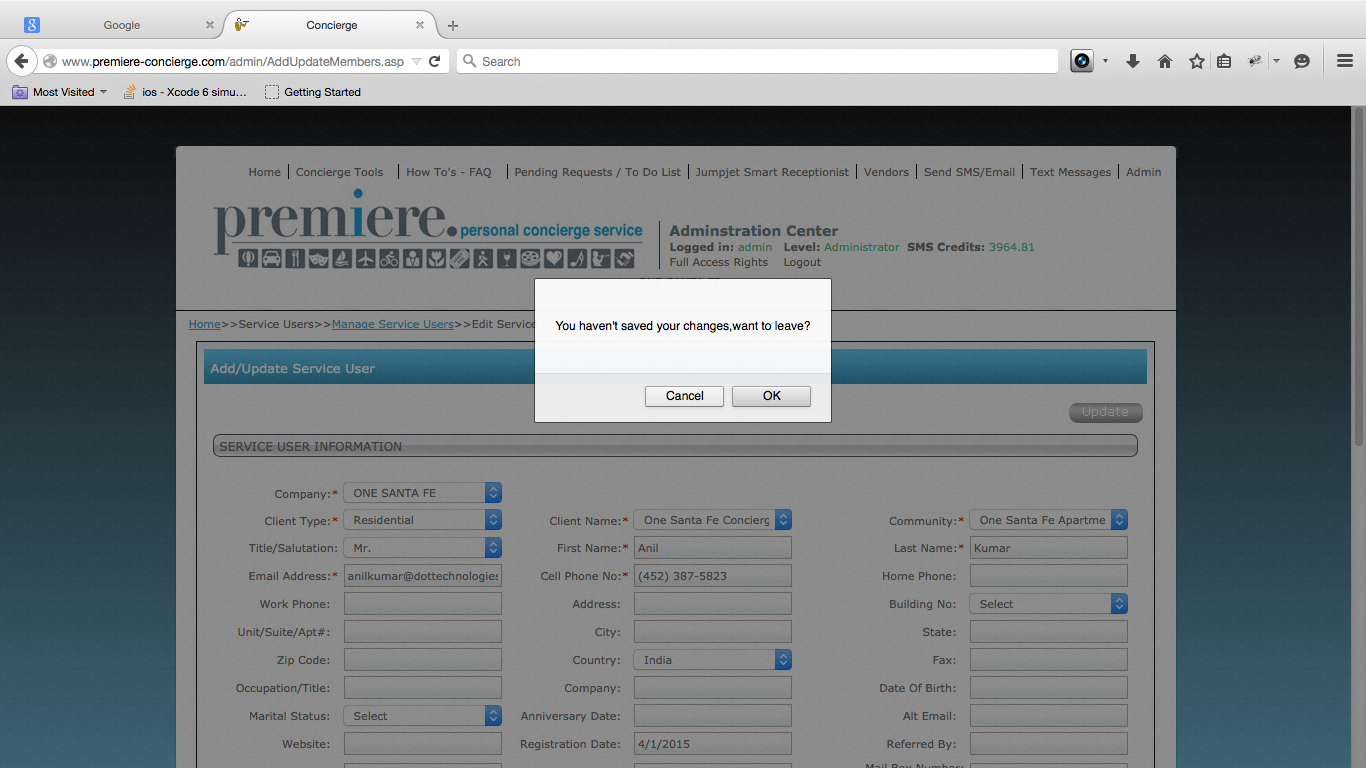 Google
Concierge
www.premiere-concierge.com/admin/AddUpdateMembers.asp
Search
Most Visited
ios - Xcode 6 simu...
Getting Started
Home | Concierge Tools | How To's - FAQ | Pending Requests / To Do List | Jumpjet Smart Receptionist | Vendors | Send SMS/Email | Text Messages | Admin
premiere. personal concierge service
Adminstration Center
Logged in: admin Level: Administrator SMS Credits: 3964.81
Full Access Rights Logout
ONE SANTA FE
Home>>Service Users>>Manage Service Users>>Edit Service
You haven't saved your changes,want to leave?
Cancel OK
Add/Update Service User
Update
SERVICE USER INFORMATION
Company:* ONE SANTA FE
Client Type:* Residential Client Name:* One Santa Fe Concierg Community:* One Santa Fe Apartme
Title/Salutation: Mr. First Name:* Anil Last Name:* Kumar
Email Address:* anilkumar@dottechnologies Cell Phone No:* (452) 387-5823 Home Phone:
Work Phone: Address: Building No: Select
Unit/Suite/Apt#: City: State:
Zip Code: Country: India Fax:
Occupation/Title: Company: Date Of Birth:
Marital Status: Select Anniversary Date: Alt Email:
Website: Registration Date: 4/1/2015 Referred By:
Mail Box Number